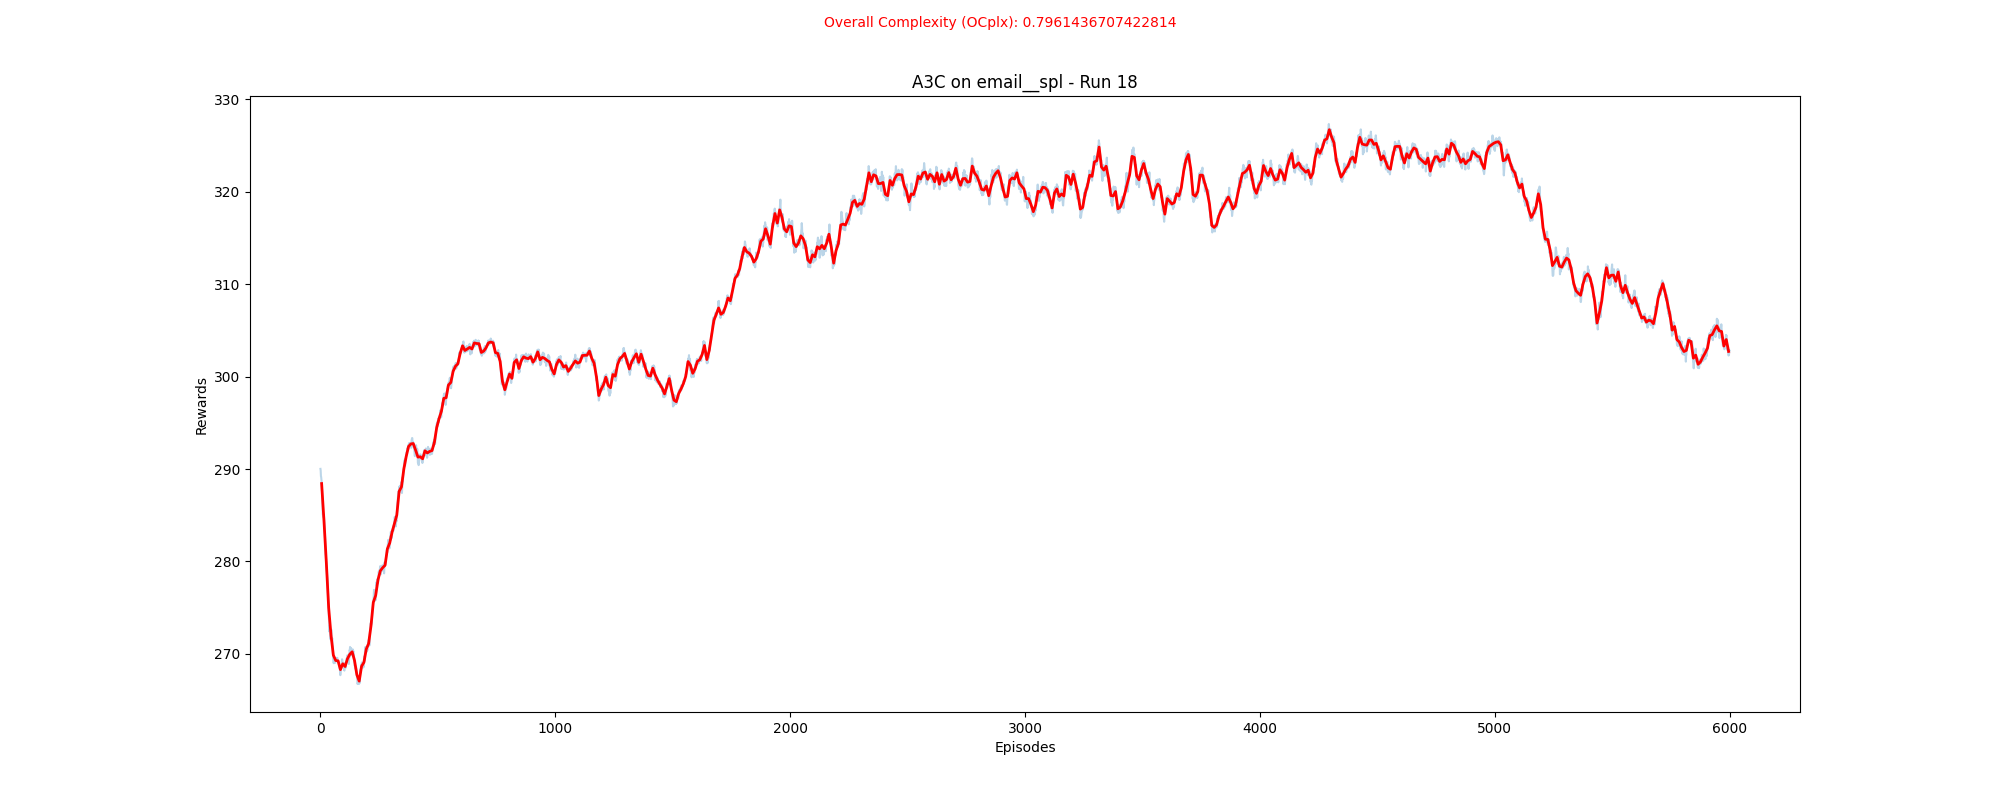 Overall Complexity (OCplx): 0.7961436707422814
A3C on email__spl - Run 18
330
320
310
300
290
280
270
Rewards
0 1000 2000 3000 4000 5000 6000
Episodes